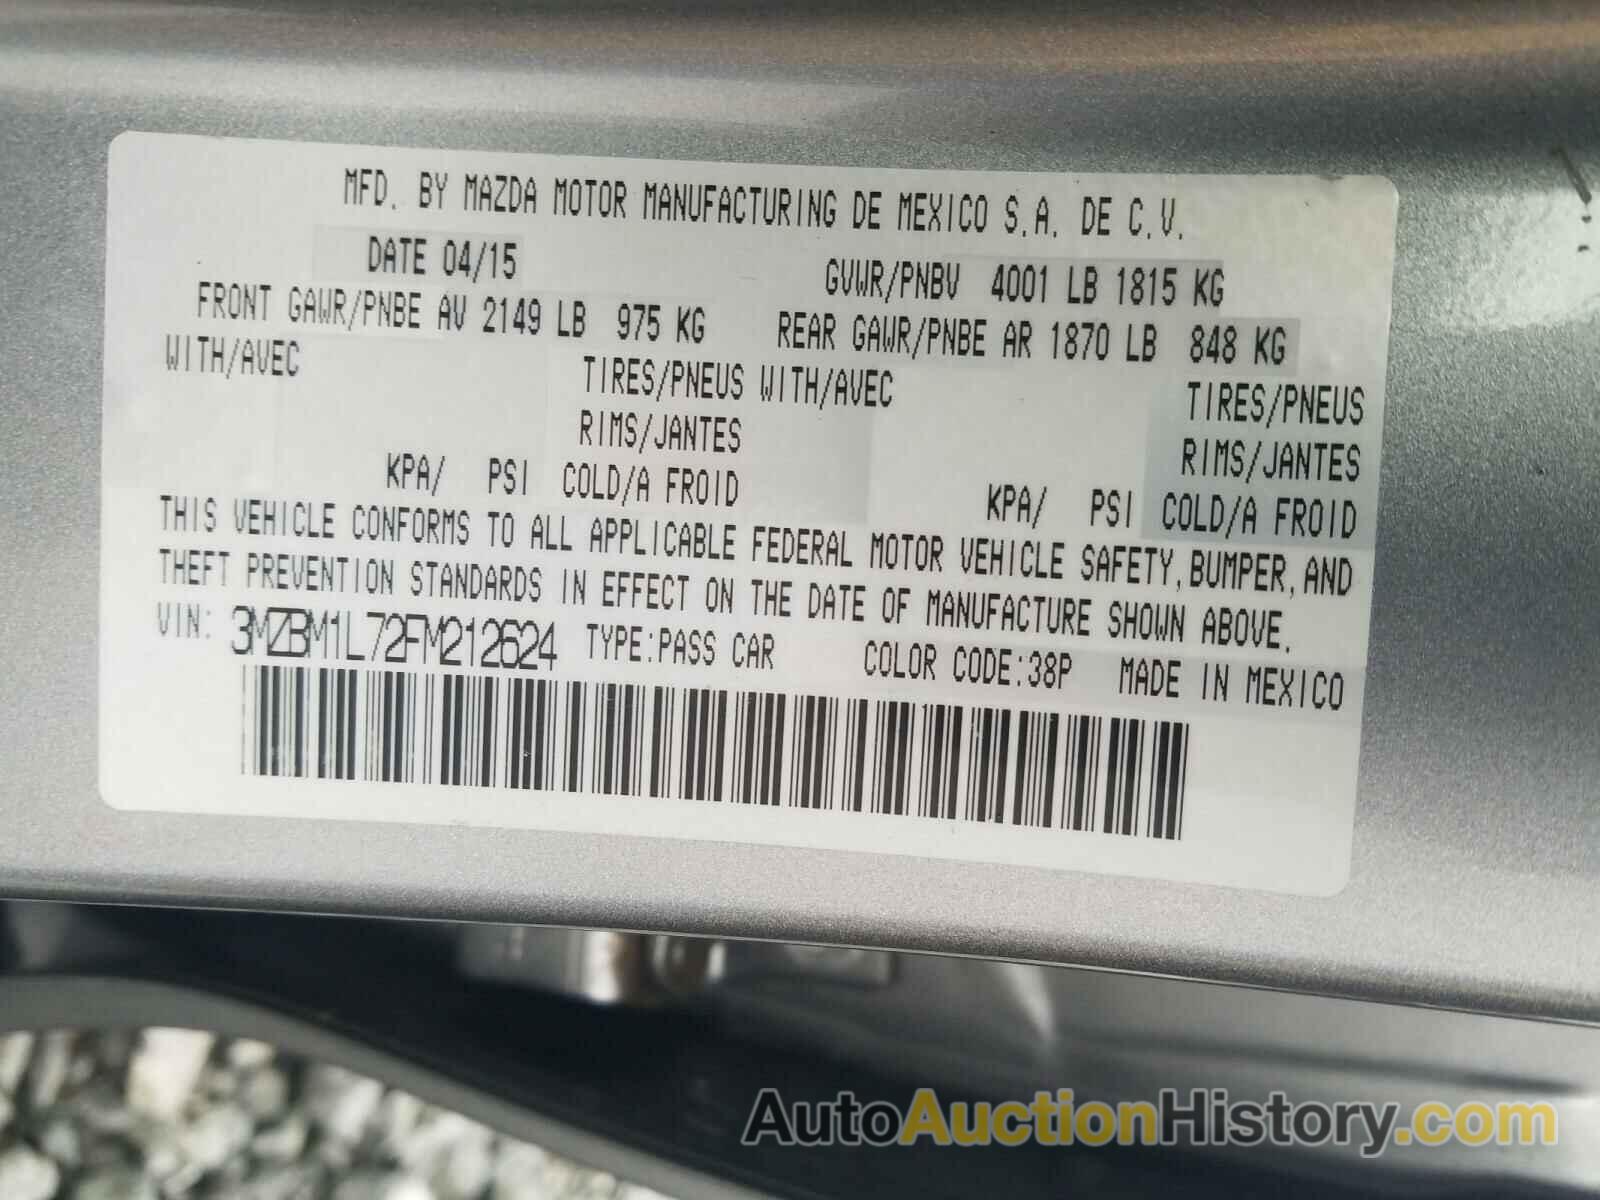 MFD. BY MAZDA MOTOR MANUFACTURING DE MEXICO S.A. DE C.V.
DATE 04/15 GVWR/PNBV 4001 LB 1815 KG
FRONT GAWR/PNBE AV 2149 LB 975 KG REAR GAWR/PNBE AR 1870 LB 848 KG
WITH/AVEC TIRES/PNEUS WITH/AVEC TIRES/PNEUS
RIMS/JANTES RIMS/JANTES
KPA/ PSI COLD/A FROID KPA/ PSI COLD/A FROID
THIS VEHICLE CONFORMS TO ALL APPLICABLE FEDERAL MOTOR VEHICLE SAFETY, BUMPER, AND
THEFT PREVENTION STANDARDS IN EFFECT ON THE DATE OF MANUFACTURE SHOWN ABOVE.
VIN: 3MZBM1L72FM212624 TYPE:PASS CAR COLOR CODE:38P MADE IN MEXICO
AutoAuctionHistory.com